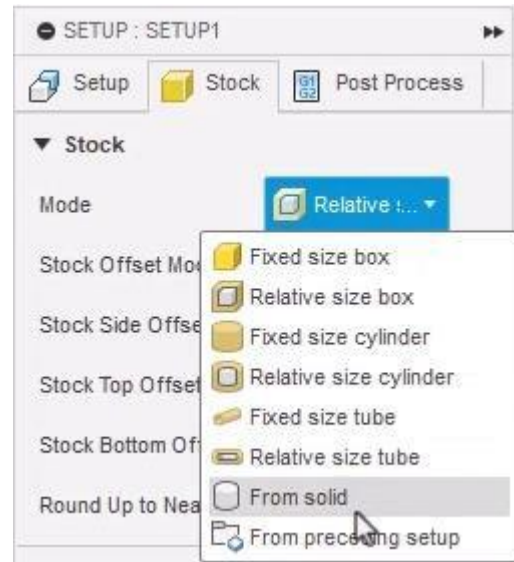 SETUP : SETUP1
Setup Stock G1 G2 Post Process
Stock
Mode Relative s...
Fixed size box
Stock Offset Mo
Relative size box
Stock Side Offse
Fixed size cylinder
Stock Top Offset
Relative size cylinder
Fixed size tube
Stock Bottom Of
Relative size tube
From solid
Round Up to Nea
From preceding setup